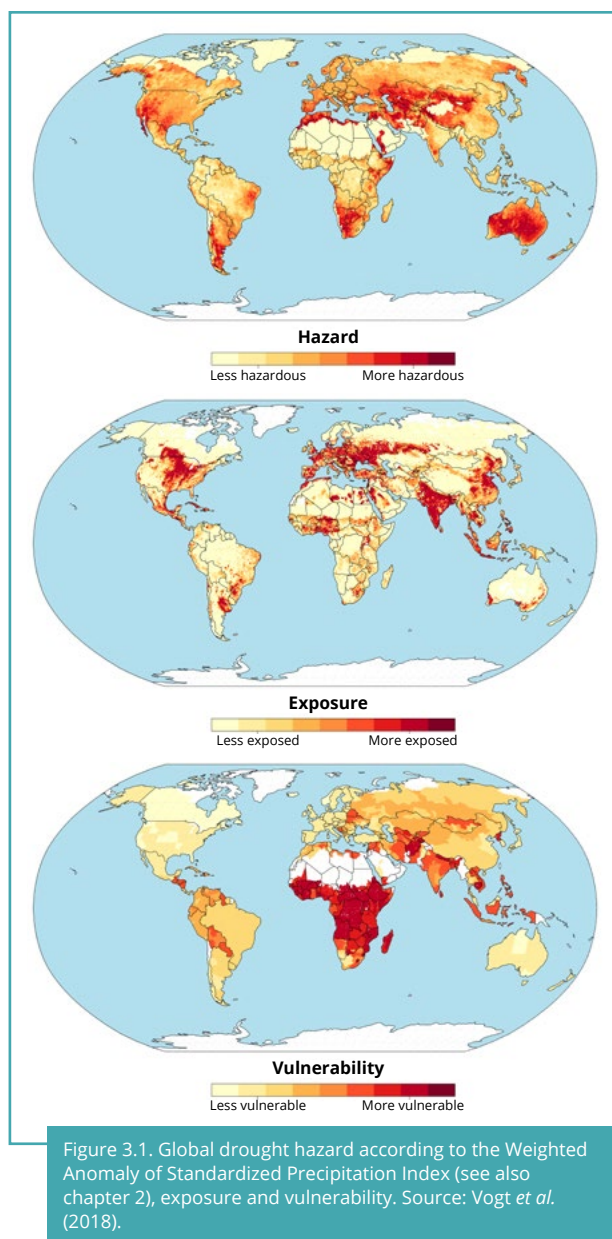 Hazard
Less hazardous More hazardous
Exposure
Less exposed More exposed
Vulnerability
Less vulnerable More vulnerable
Figure 3.1. Global drought hazard according to the Weighted
Anomaly of Standardized Precipitation Index (see also
chapter 2), exposure and vulnerability. Source: Vogt et al.
(2018).